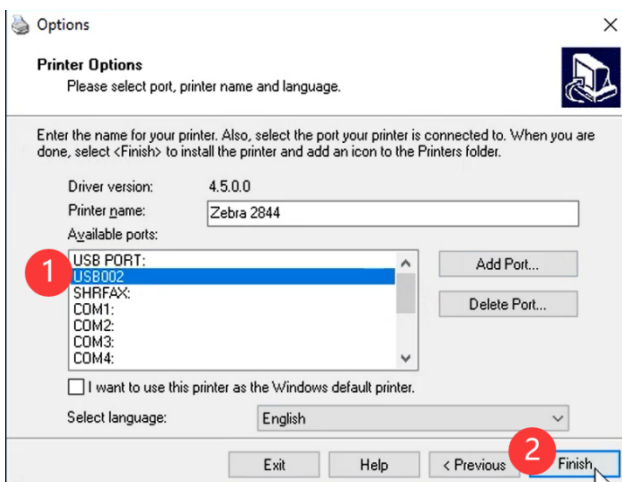 Options
Printer Options
Please select port, printer name and language.
Enter the name for your printer. Also, select the port your printer is connected to. When you are
done, select <Finish> to install the printer and add an icon to the Printers folder.
Driver version: 4.5.0.0
Printer name: Zebra 2844
Available ports:
USB PORT:
1 USB002
SHRFAX:
COM1:
COM2:
COM3:
COM4:
Add Port...
Delete Port...
I want to use this printer as the Windows default printer.
Select language: English
Exit Help < Previous 2 Finish